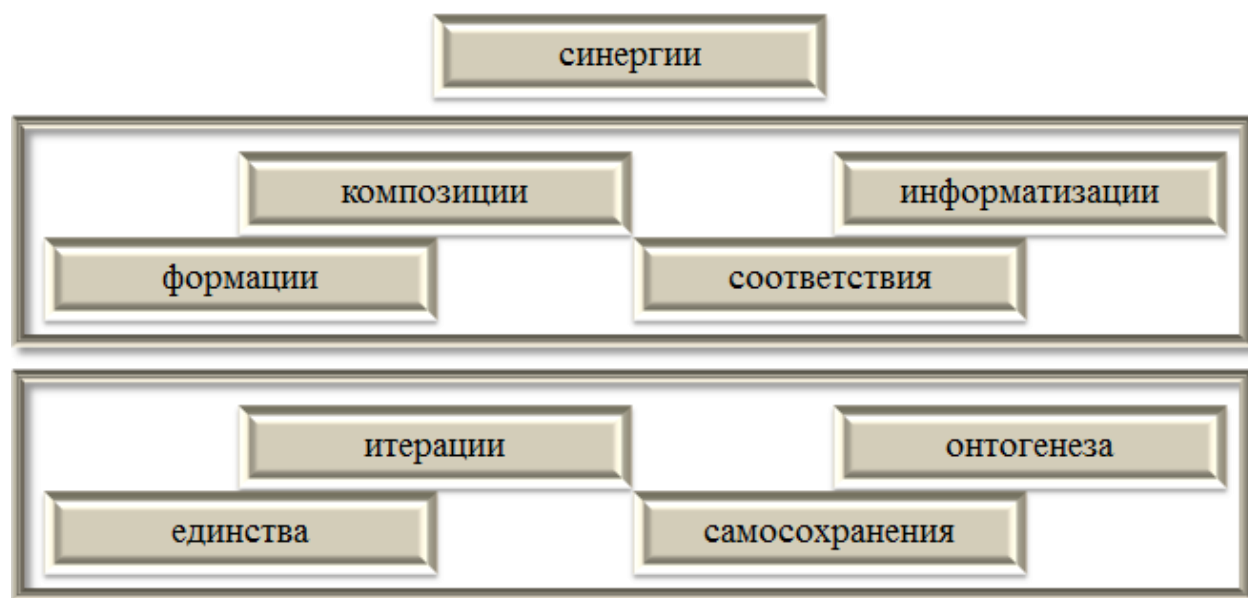 синергии
композиции
информатизации
формации
соответствия
итерации
онтогенеза
единства
самосохранения